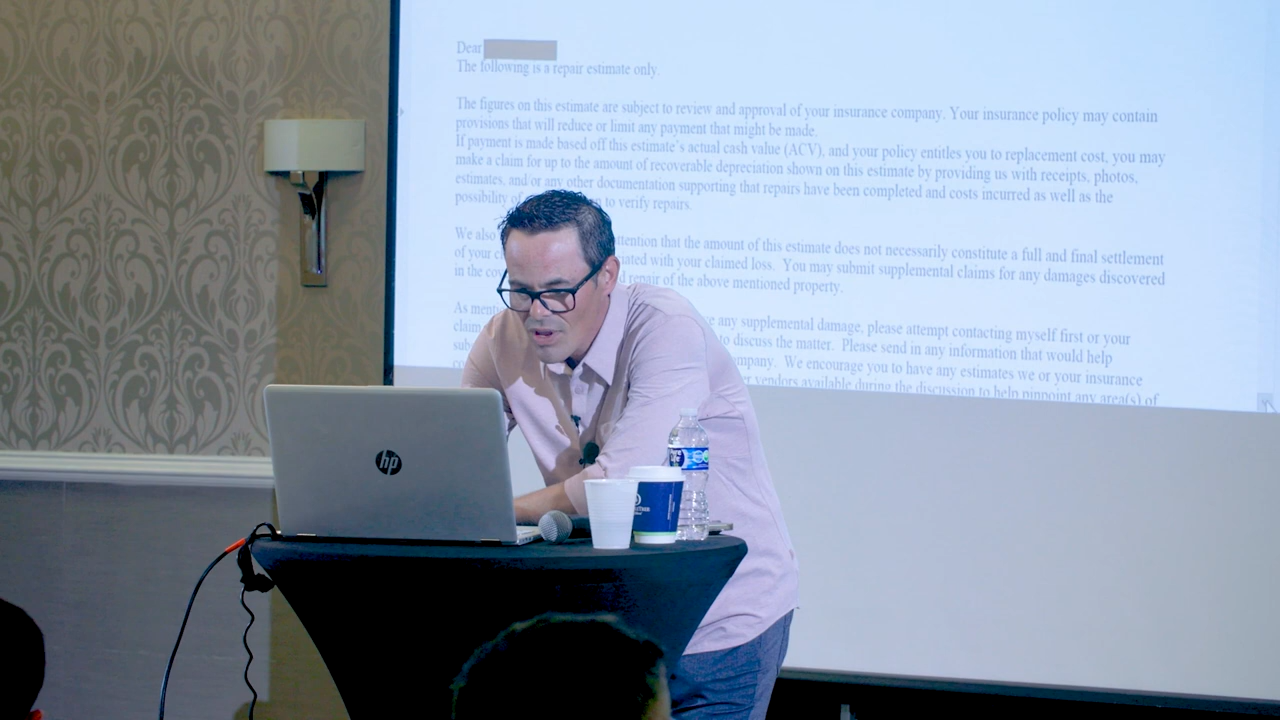 Dear
The following is a repair estimate only.
The figures on this estimate are subject to review and approval of your insurance company. Your insurance policy may contain
provisions that will reduce or limit any payment that might be made.
If payment is made based off this estimate's actual cash value (ACV), and your policy entitles you to replacement cost, you may
make a claim for up to the amount of recoverable depreciation shown on this estimate by providing us with receipts, photos,
estimates, and/or any other documentation supporting that repairs have been completed and costs incurred as well as the
possibility of to verify repairs.
We also attention that the amount of this estimate does not necessarily constitute a full and final settlement
of your with your claimed loss. You may submit supplemental claims for any damages discovered
in the repair of the above mentioned property.
As any supplemental damage, please attempt contacting myself first or your
claim to discuss the matter. Please send in any information that would help
We encourage you to have any estimates we or your insurance
vendors available during the discussion to help pinpoint any area(s) of
hp